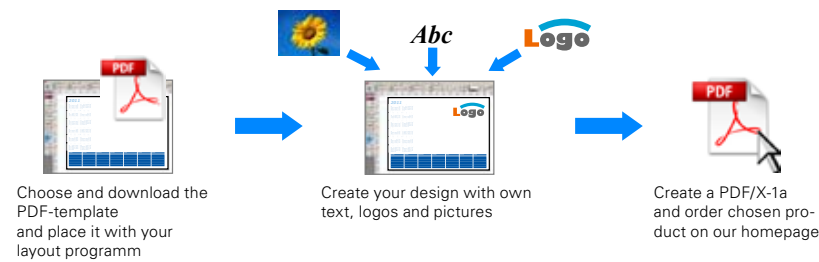 Abc
Logo
PDF
2011
Logo
PDF
Choose and download the
PDF-template
and place it with your
layout programm
Create your design with own
text, logos and pictures
Create a PDF/X-1a
and order chosen pro-
duct on our homepage